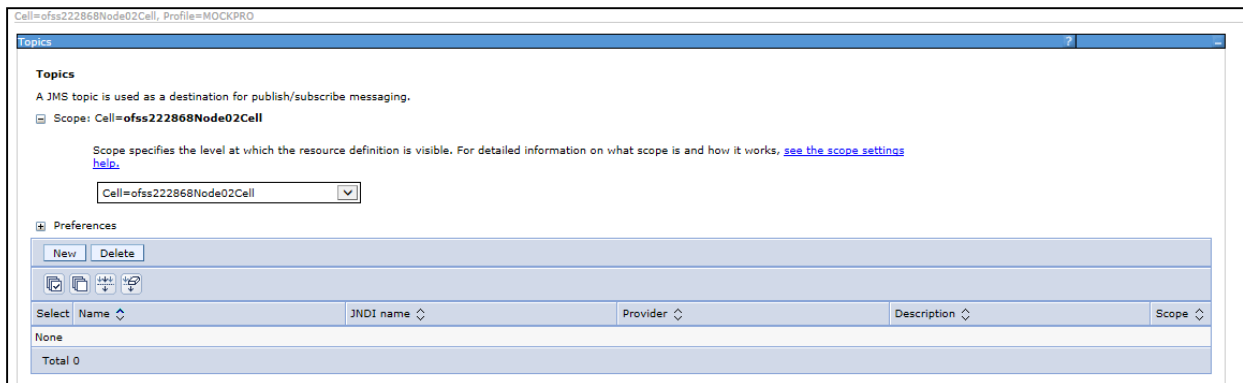 Cell=ofss222868Node02Cell, Profile=MOCKPRO
Topics ? –
Topics
A JMS topic is used as a destination for publish/subscribe messaging.
Scope: Cell=ofss222868Node02Cell
Scope specifies the level at which the resource definition is visible. For detailed information on what scope is and how it works, see the scope settings
help.
Cell=ofss222868Node02Cell
Preferences
New Delete
Select Name JNDI name Provider Description Scope
None
Total 0